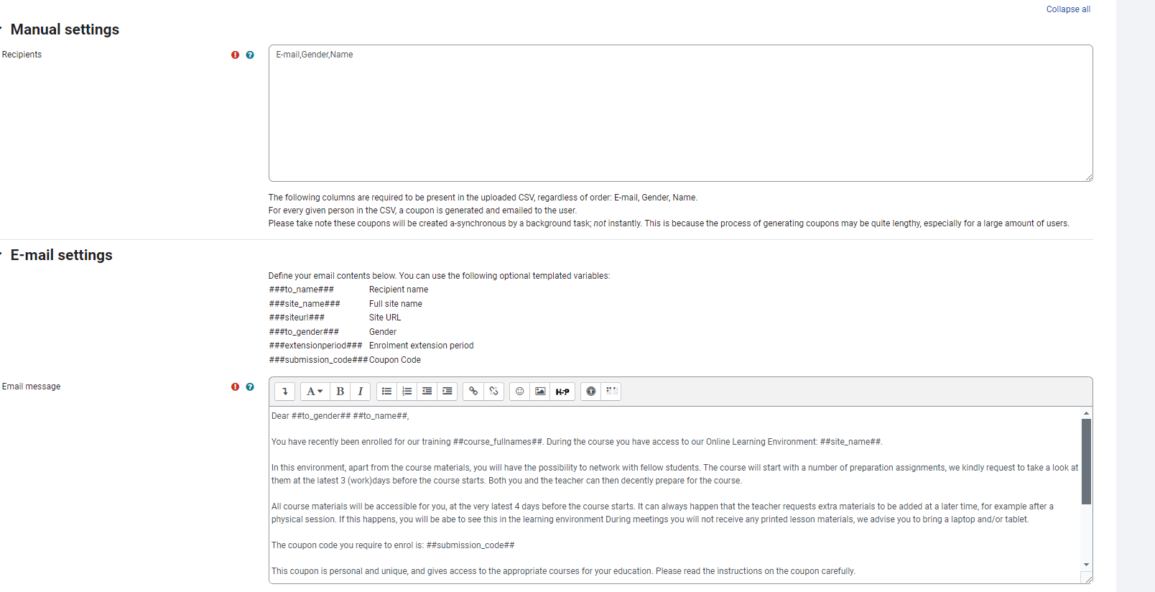 Collapse all
Manual settings
Recipients
E-mail,Gender,Name
The following columns are required to be present in the uploaded CSV, regardless of order: E-mail, Gender, Name.
For every given person in the CSV, a coupon is generated and emailed to the user.
Please take note these coupons will be created a-synchronous by a background task; not instantly. This is because the process of generating coupons may be quite lengthy, especially for a large amount of users.
E-mail settings
Define your email contents below. You can use the following optional templated variables:
###to_name### Recipient name
###site_name### Full site name
###siteurl### Site URL
###to_gender### Gender
###extensionperiod### Enrolment extension period
###submission_code### Coupon Code
Email message
A B I H-P
Dear ##to_gender## ##to_name##,
You have recently been enrolled for our training ##course_fullnames##. During the course you have access to our Online Learning Environment: ##site_name##.
In this environment, apart from the course materials, you will have the possibility to network with fellow students. The course will start with a number of preparation assignments, we kindly request to take a look at
them at the latest 3 (work)days before the course starts. Both you and the teacher can then decently prepare for the course.
All course materials will be accessible for you, at the very latest 4 days before the course starts. It can always happen that the teacher requests extra materials to be added at a later time, for example after a
physical session. If this happens, you will be abe to see this in the learning environment During meetings you will not receive any printed lesson materials, we advise you to bring a laptop and/or tablet.
The coupon code you require to enrol is: ##submission_code##
This coupon is personal and unique, and gives access to the appropriate courses for your education. Please read the instructions on the coupon carefully.